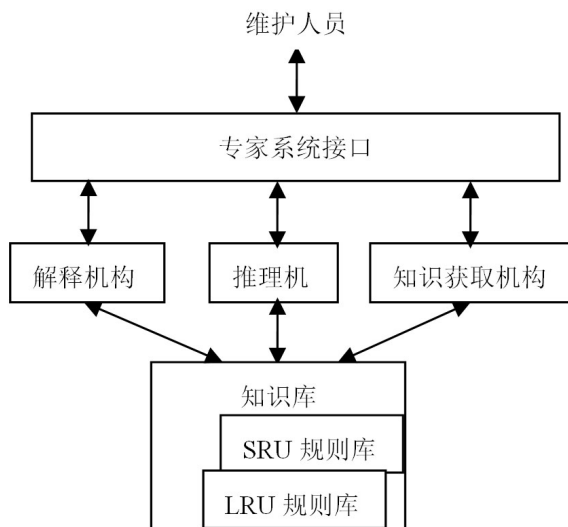 维护人员
专家系统接口
解释机构
推理机
知识获取机构
知识库
SRU 规则库
LRU 规则库